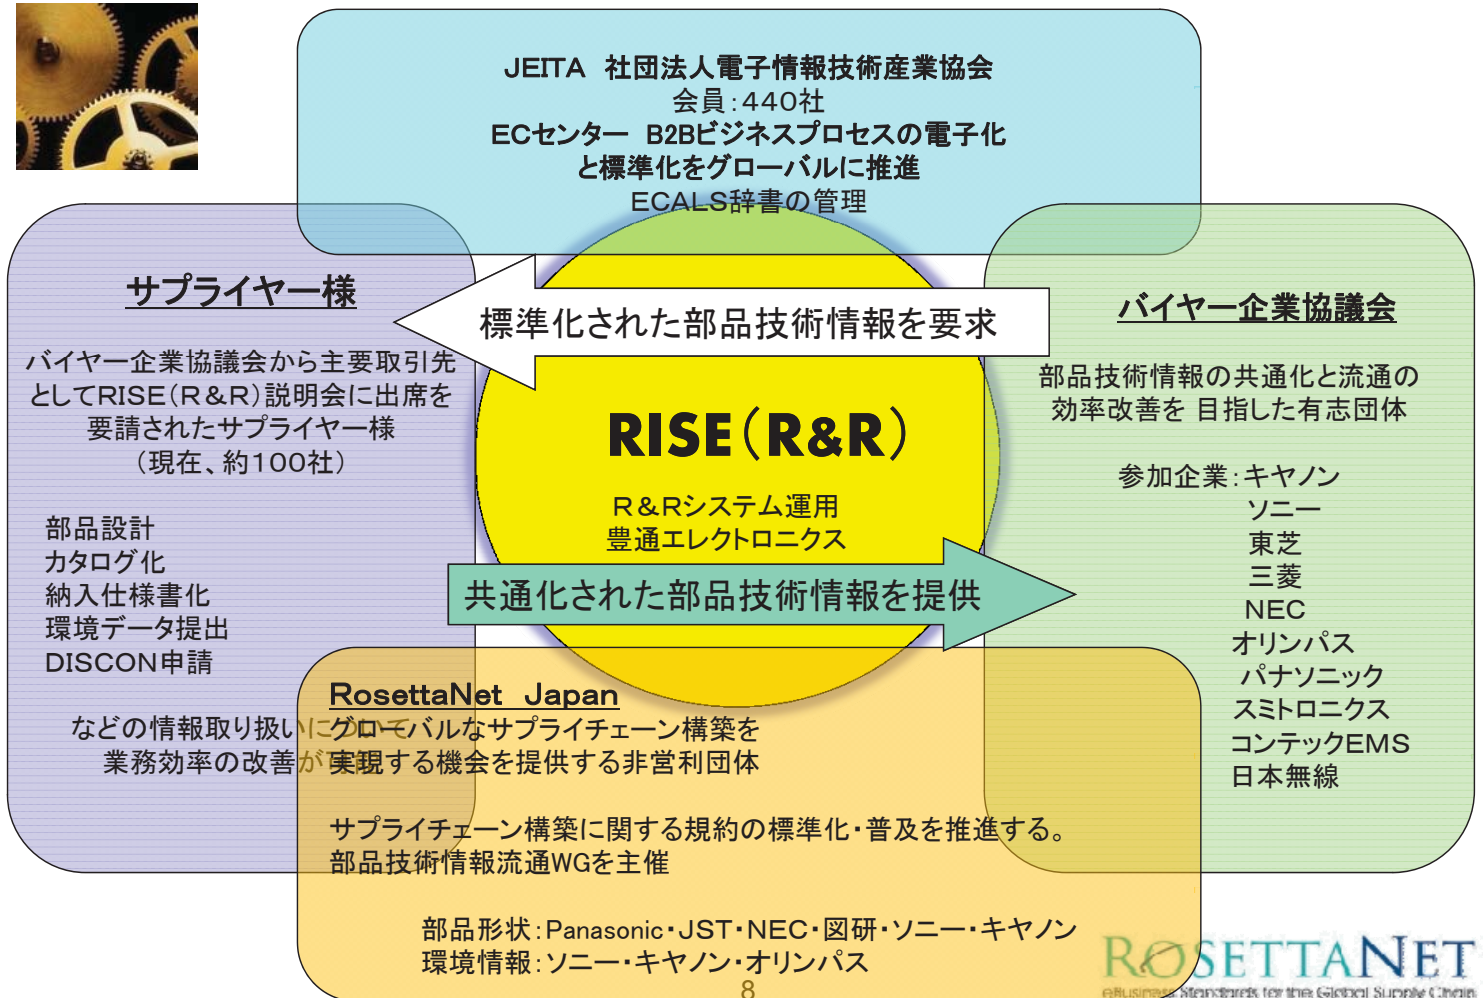 JEITA 社団法人電子情報技術産業協会
会員：440社
ECセンター B2Bビジネスプロセスの電子化
と標準化をグローバルに推進
ECALS辞書の管理
サプライヤー様
バイヤー企業協議会から主要取引先
としてRISE（R＆R）説明会に出席を
要請されたサプライヤー様
（現在、約100社）
部品設計
カタログ化
納入仕様書化
環境データ提出
DISCON申請
などの情報取り扱いについて
業務効率の改善が可能
標準化された部品技術情報を要求
RISE（R&R）
R＆Rシステム運用
豊通エレクトロニクス
共通化された部品技術情報を提供
バイヤー企業協議会
部品技術情報の共通化と流通の
効率改善を 目指した有志団体
参加企業：キヤノン
ソニー
東芝
三菱
NEC
オリンパス
パナソニック
スミトロニクス
コンテックEMS
日本無線
RosettaNet Japan
グローバルなサプライチェーン構築を
実現する機会を提供する非営利団体
サプライチェーン構築に関する規約の標準化・普及を推進する。
部品技術情報流通WGを主催
部品形状：Panasonic・JST・NEC・図研・ソニー・キヤノン
環境情報：ソニー・キヤノン・オリンパス
8
ROSETTANET
eBusiness Standards for the Global Supply Chain